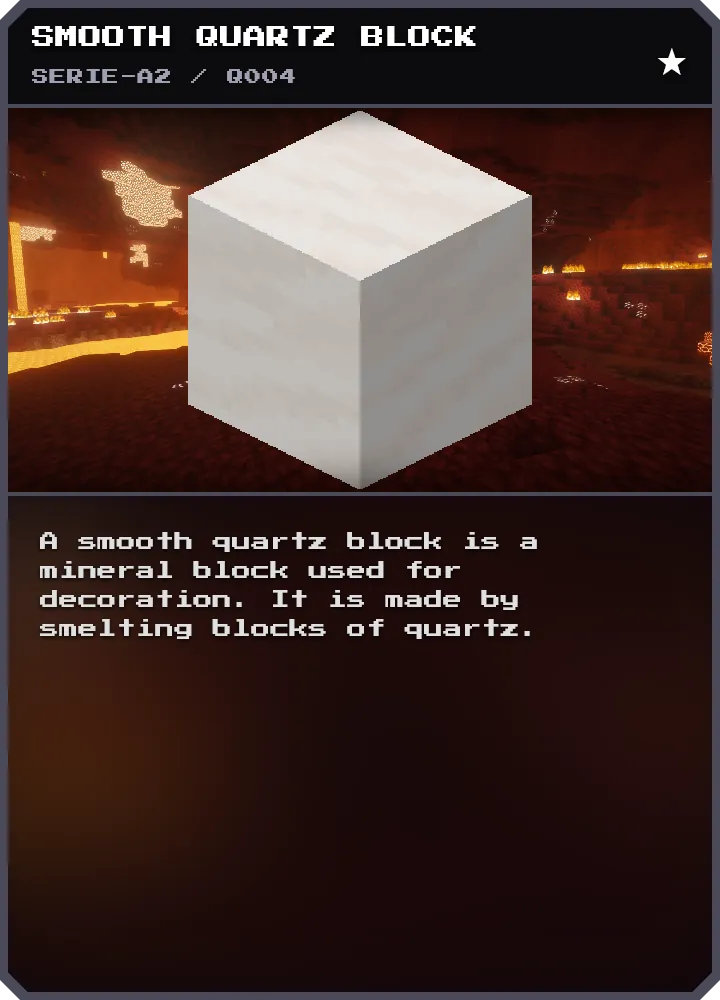 SMOOTH QUARTZ BLOCK
SERIE-A2 / Q004
A smooth quartz block is a
mineral block used for
decoration. It is made by
smelting blocks of quartz.